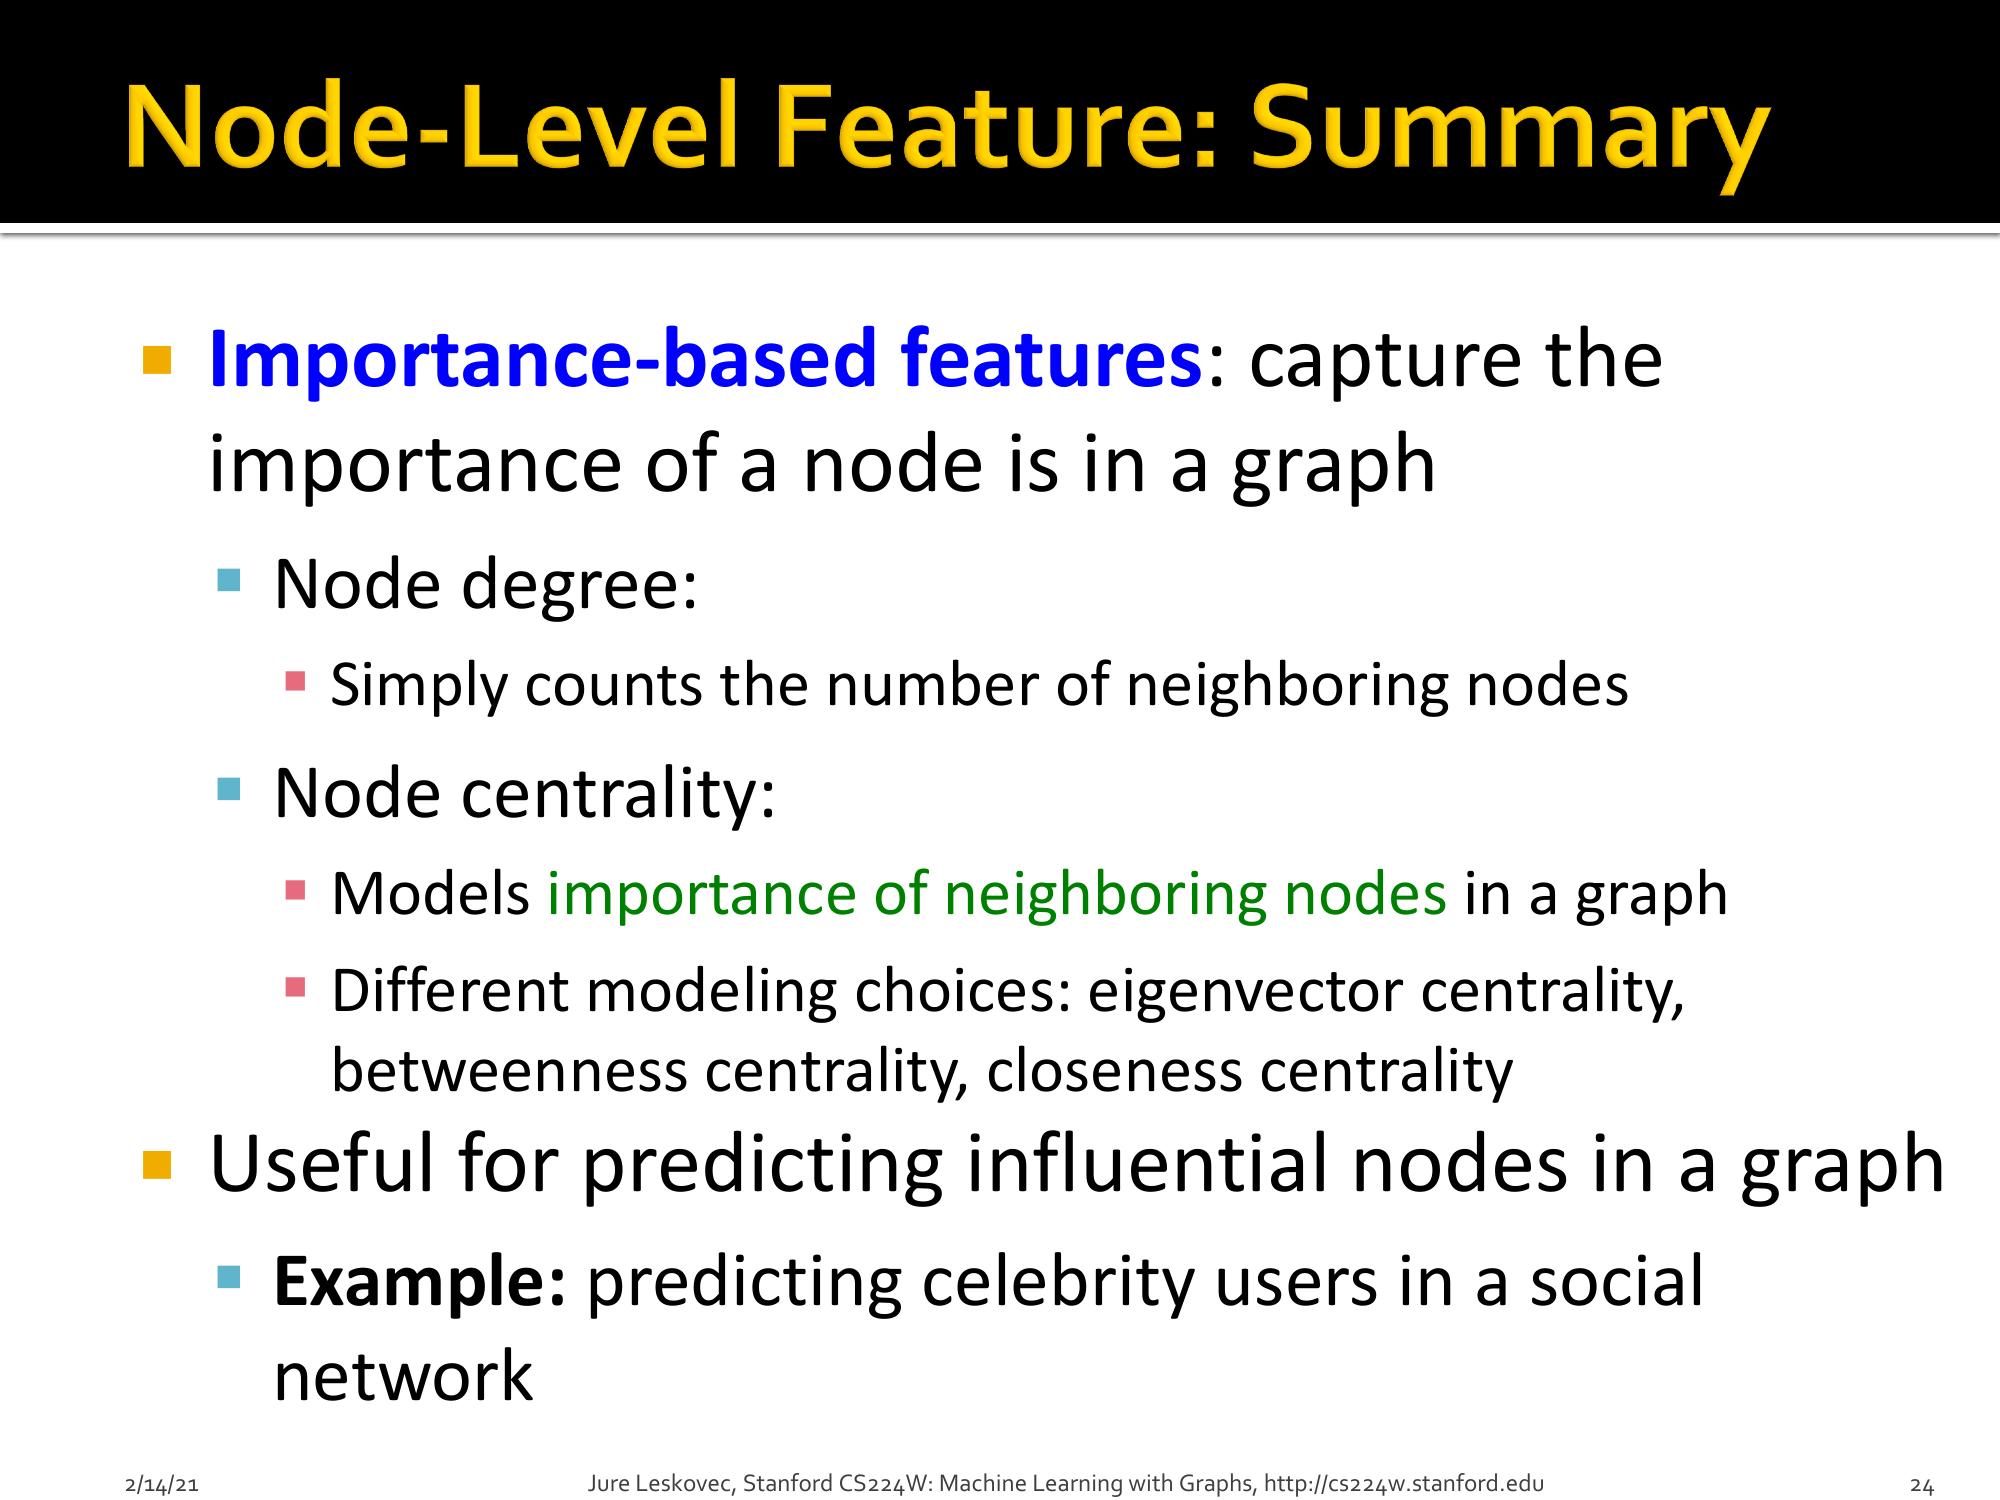 Node-Level Feature: Summary
Importance-based features: capture the
importance of a node is in a graph
Node degree:
Simply counts the number of neighboring nodes
Node centrality:
Models importance of neighboring nodes in a graph
Different modeling choices: eigenvector centrality,
betweenness centrality, closeness centrality
Useful for predicting influential nodes in a graph
Example: predicting celebrity users in a social
network
2/14/21 Jure Leskovec, Stanford CS224W: Machine Learning with Graphs, http://cs224w.stanford.edu 24